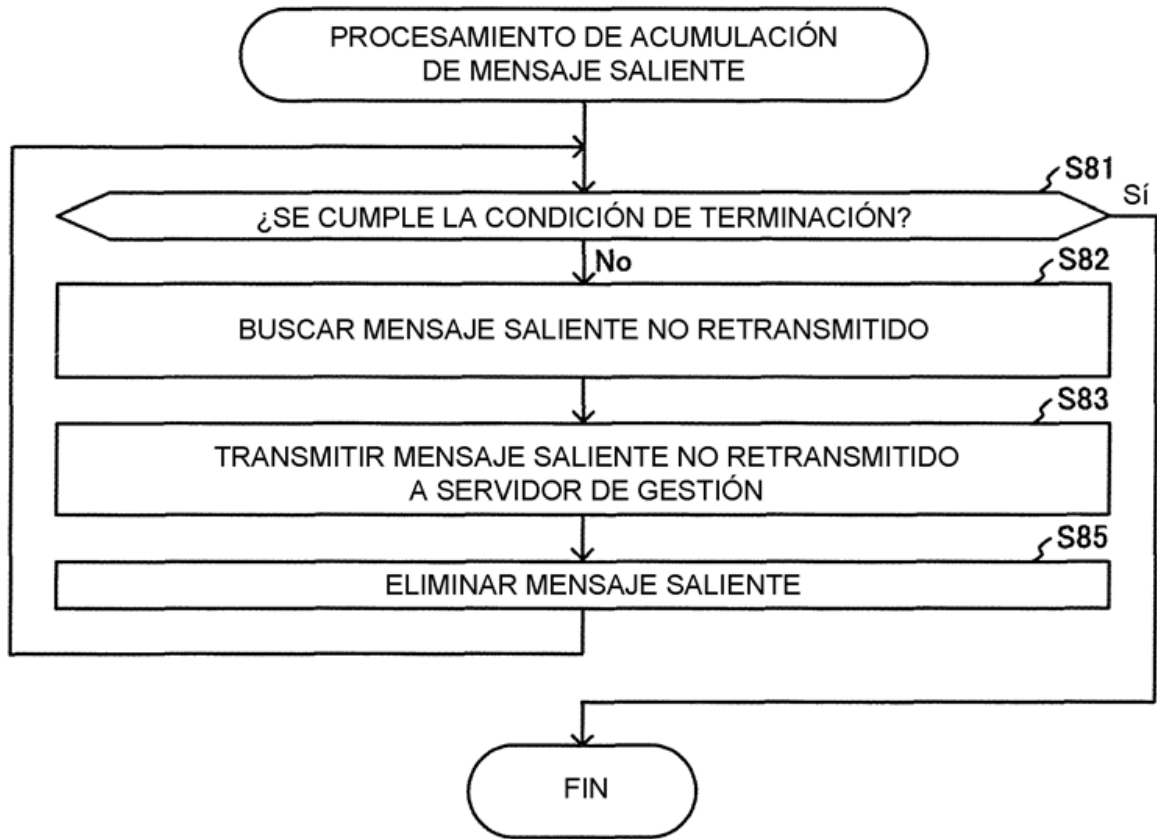 PROCESAMIENTO DE ACUMULACIÓN
DE MENSAJE SALIENTE
S81
Sí
¿SE CUMPLE LA CONDICIÓN DE TERMINACIÓN?
No
S82
BUSCAR MENSAJE SALIENTE NO RETRANSMITIDO
S83
TRANSMITIR MENSAJE SALIENTE NO RETRANSMITIDO
A SERVIDOR DE GESTIÓN
S85
ELIMINAR MENSAJE SALIENTE
FIN